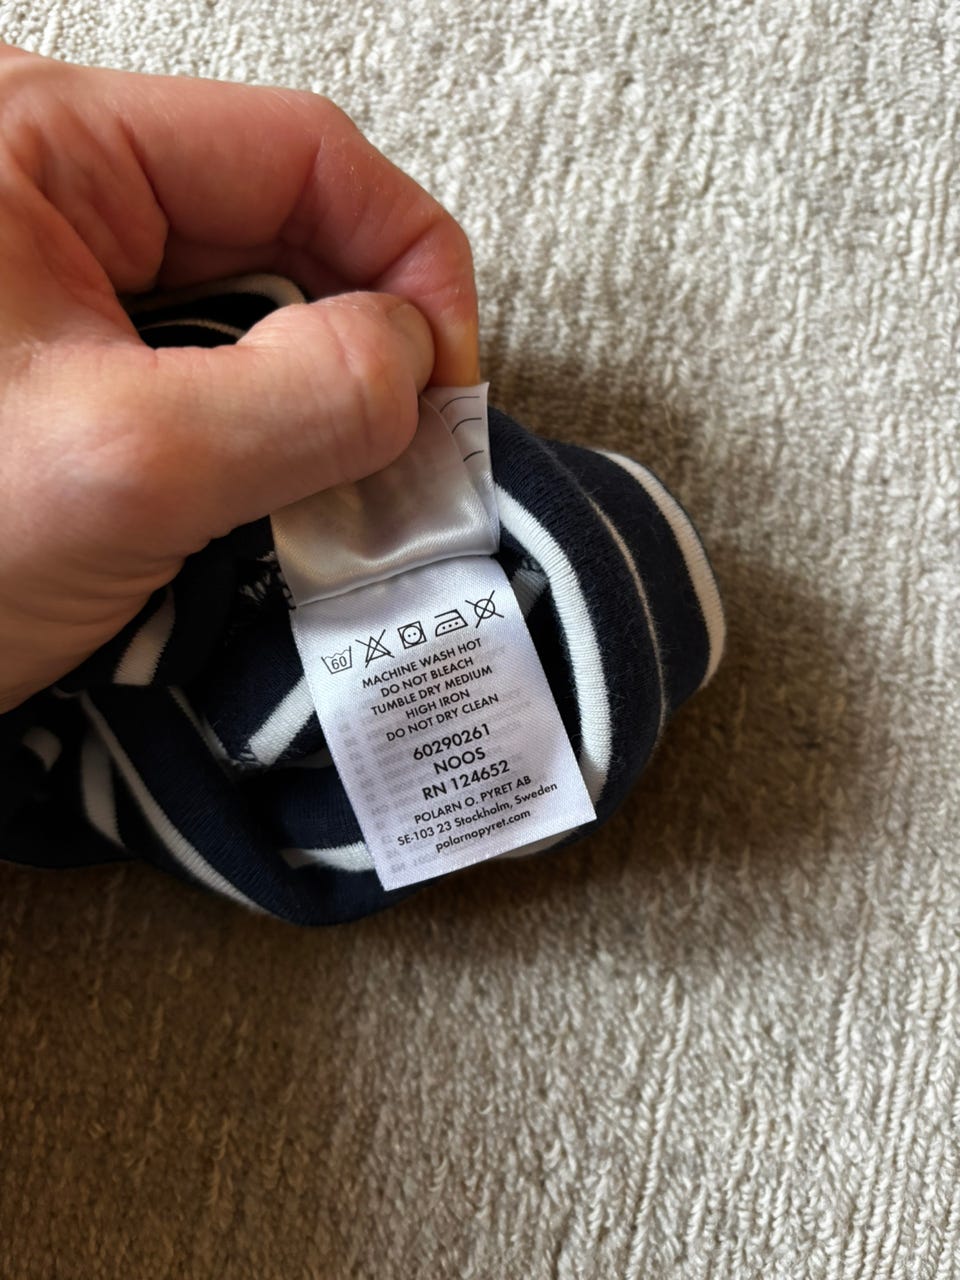 60
MACHINE WASH HOT
DO NOT BLEACH
TUMBLE DRY MEDIUM
HIGH IRON
DO NOT DRY CLEAN
60290261
NOOS
RN 124652
POLARN O. PYRET AB
SE-103 23 Stockholm, Sweden
polarnopyret.com